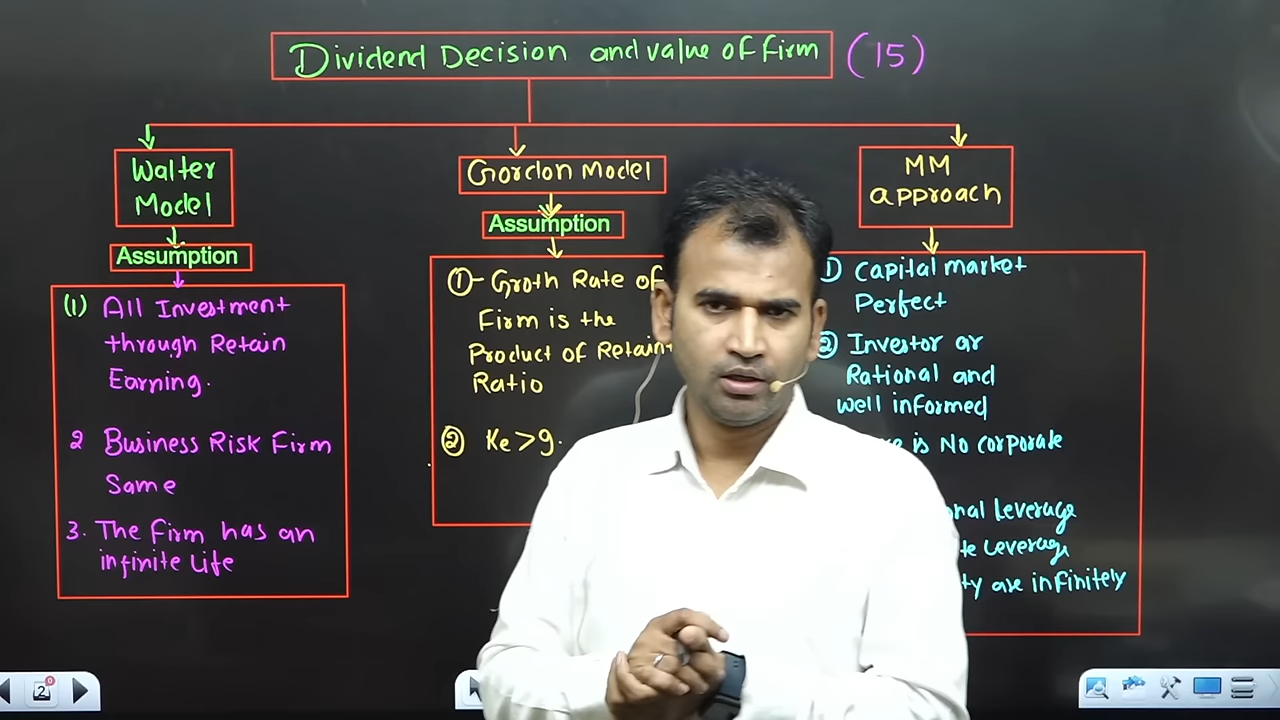 Dividend Decision and value of firm (15)
Walter
Model
Assumption
(1) All Investment
through Retain
Earning.
2 Business Risk Firm
Same
3. The firm has an
infinite Life
Gordon Model
Assumption
① Groth Rate of
Firm is the
Product of Retain
Ratio
② Ke > g.
MM
approach
① Capital market
Perfect
② Investor ar
Rational and
well informed
is No corporate
Leverage
Leverage
are infinitely
2
0